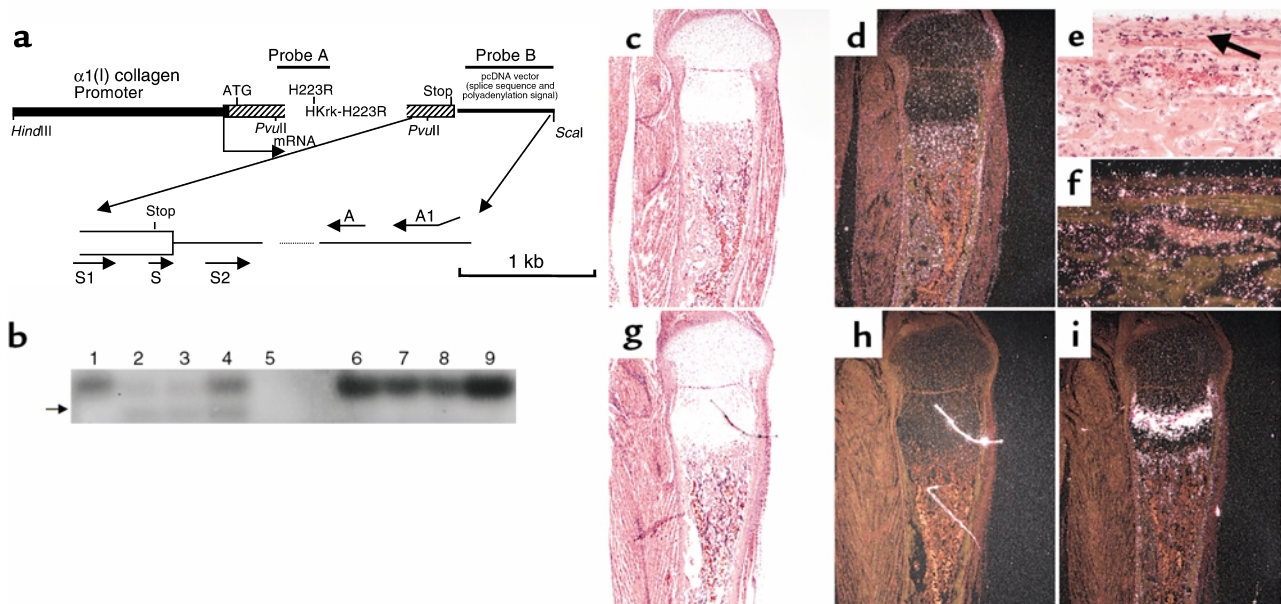 a
Probe A
Probe B
α1(I) collagen
Promoter
ATG
H223R
Stop
pcDNA vector
(splice sequence and
polyadenylation signal)
HKrk-H223R
HindIII
PvuII
PvuII
ScaI
mRNA
Stop
A
A1
S1
S
S2
1 kb
b
1 2 3 4 5 6 7 8 9
c
d
e
f
g
h
i